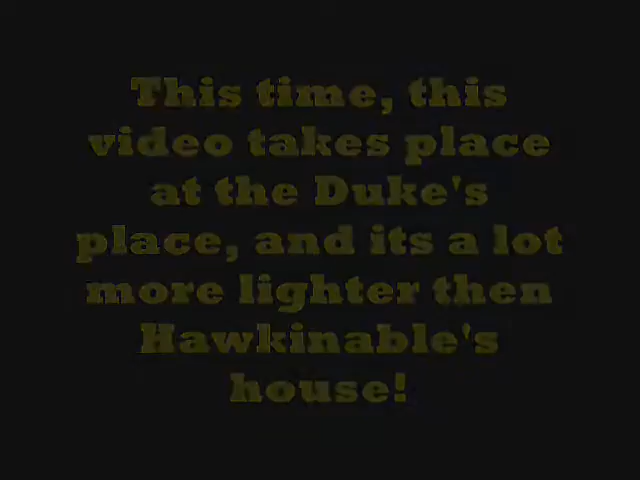 This time, this
video takes place
at the Duke's
place, and its a lot
more lighter then
Hawkinable's
house!